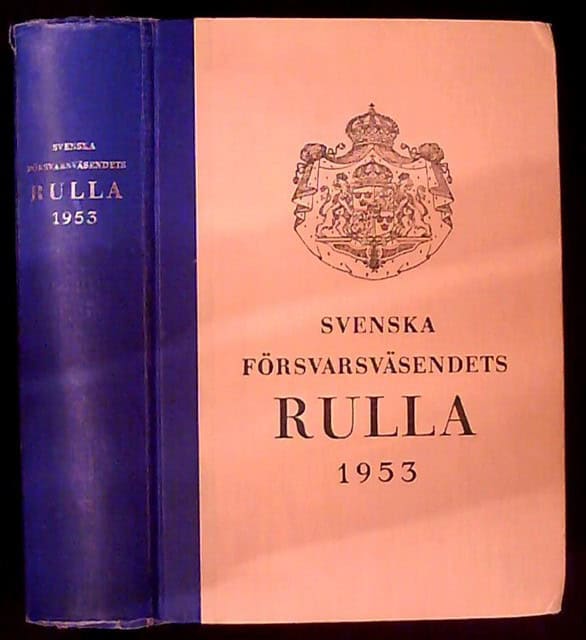 SVENSKA
FÖRSVARSVÄSENDETS
RULLA
1953
SVENSKA
FÖRSVARSVÄSENDETS
RULLA
1953